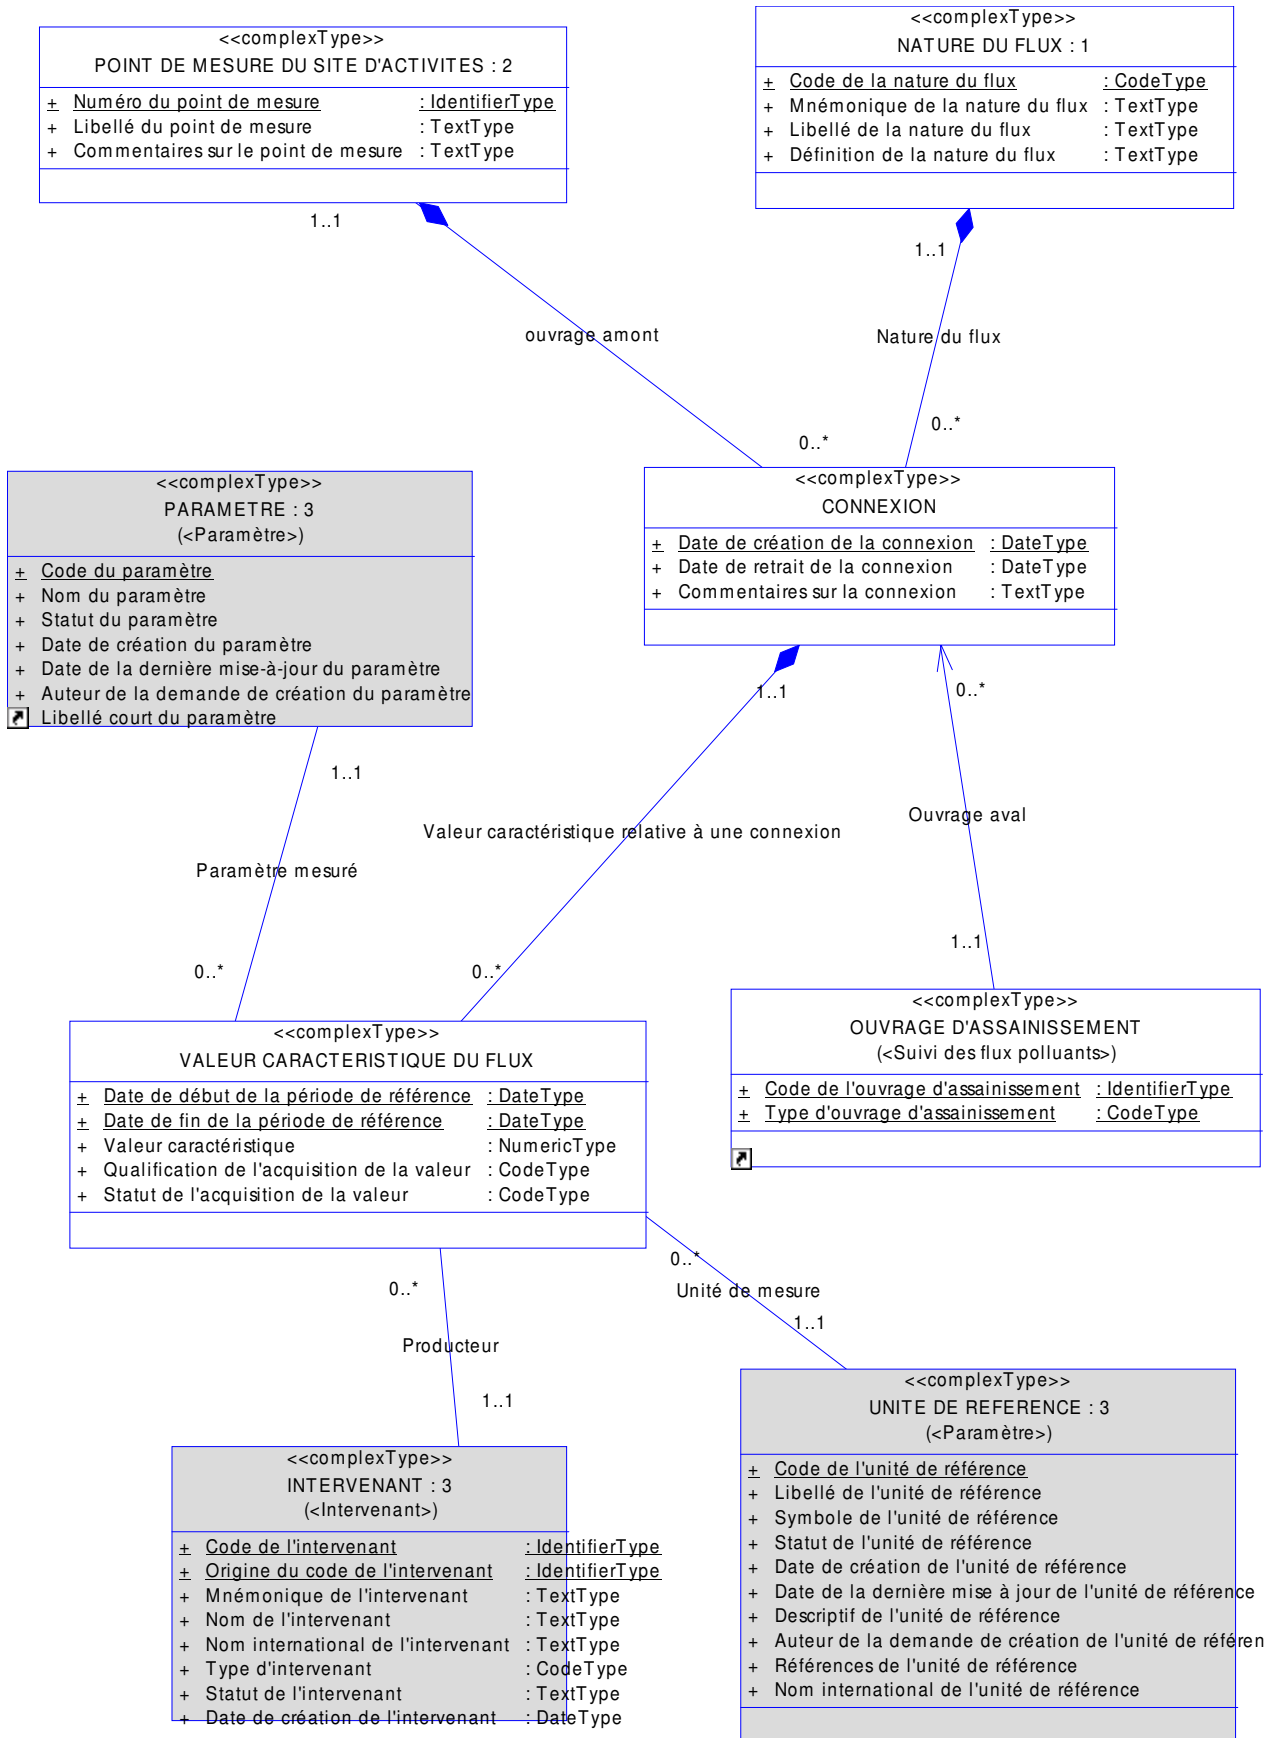 <<complexType>>
POINT DE MESURE DU SITE D'ACTIVITES : 2
+ Numéro du point de mesure : IdentifierType
+ Libellé du point de mesure : TextType
+ Commentaires sur le point de mesure : TextType
<<complexType>>
NATURE DU FLUX : 1
+ Code de la nature du flux : CodeType
+ Mnémonique de la nature du flux : TextType
+ Libellé de la nature du flux : TextType
+ Définition de la nature du flux : TextType
1..1
1..1
ouvrage amont
Nature du flux
0..*
0..*
<<complexType>>
PARAMETRE : 3
(<Paramètre>)
+ Code du paramètre
+ Nom du paramètre
+ Statut du paramètre
+ Date de création du paramètre
+ Date de la dernière mise-à-jour du paramètre
+ Auteur de la demande de création du paramètre
Libellé court du paramètre
<<complexType>>
CONNEXION
+ Date de création de la connexion : DateType
+ Date de retrait de la connexion : DateType
+ Commentaires sur la connexion : TextType
1..1
0..*
1..1
Ouvrage aval
Valeur caractéristique relative à une connexion
Paramètre mesuré
1..1
0..*
0..*
<<complexType>>
OUVRAGE D'ASSAINISSEMENT
(<Suivi des flux polluants>)
+ Code de l'ouvrage d'assainissement : IdentifierType
+ Type d'ouvrage d'assainissement : CodeType
<<complexType>>
VALEUR CARACTERISTIQUE DU FLUX
+ Date de début de la période de référence : DateType
+ Date de fin de la période de référence : DateType
+ Valeur caractéristique : NumericType
+ Qualification de l'acquisition de la valeur : CodeType
+ Statut de l'acquisition de la valeur : CodeType
0..*
0..*
Unité de mesure
1..1
Producteur
1..1
<<complexType>>
UNITE DE REFERENCE : 3
(<Paramètre>)
+ Code de l'unité de référence
+ Libellé de l'unité de référence
+ Symbole de l'unité de référence
+ Statut de l'unité de référence
+ Date de création de l'unité de référence
+ Date de la dernière mise à jour de l'unité de référence
+ Descriptif de l'unité de référence
+ Auteur de la demande de création de l'unité de référen
+ Références de l'unité de référence
+ Nom international de l'unité de référence
<<complexType>>
INTERVENANT : 3
(<Intervenant>)
+ Code de l'intervenant : IdentifierType
+ Origine du code de l'intervenant : IdentifierType
+ Mnémonique de l'intervenant : TextType
+ Nom de l'intervenant : TextType
+ Nom international de l'intervenant : TextType
+ Type d'intervenant : CodeType
+ Statut de l'intervenant : TextType
+ Date de création de l'intervenant : DateType